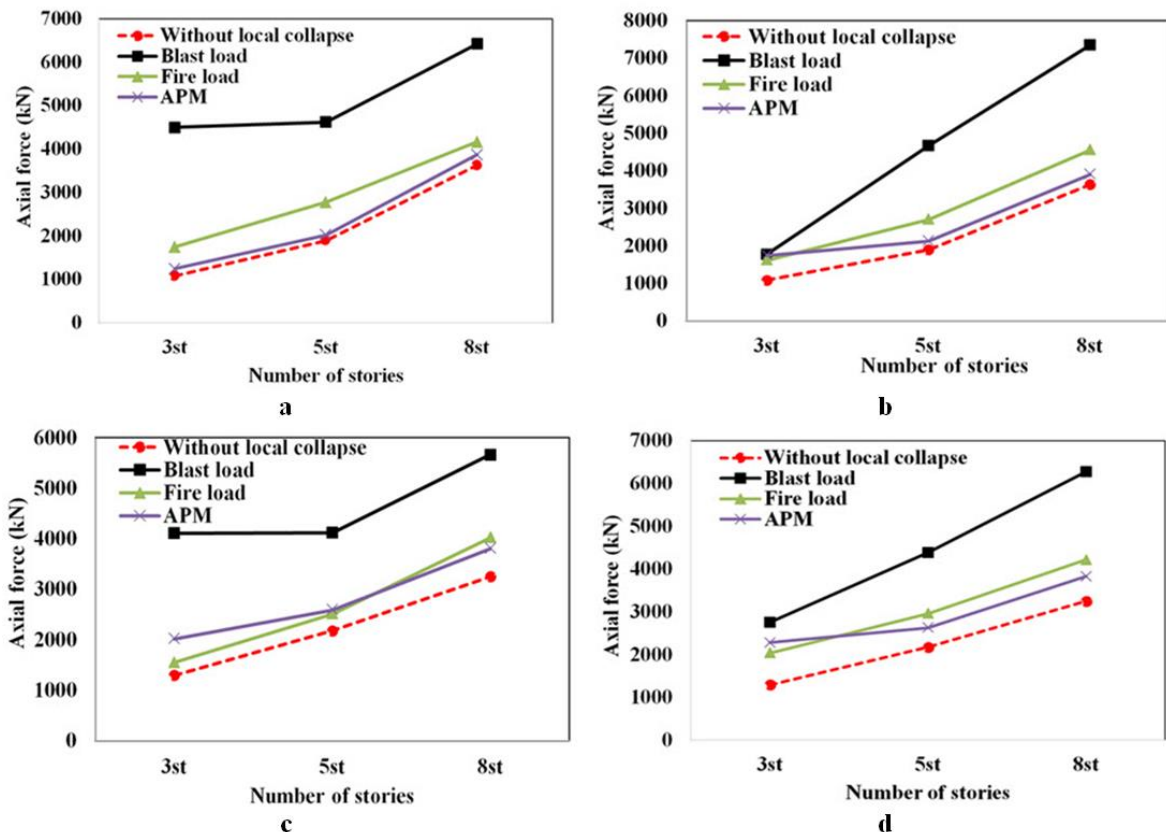 7000
6000
5000
4000
3000
2000
1000
0
Axial force (kN)
Without local collapse
Blast load
Fire load
APM
3st 5st 8st
Number of stories
a
8000
7000
6000
5000
4000
3000
2000
1000
0
Axial force (kN)
Without local collapse
Blast load
Fire load
APM
3st 5st 8st
Number of stories
b
6000
5000
4000
3000
2000
1000
0
Axial force (kN)
Without local collapse
Blast load
Fire load
APM
3st 5st 8st
Number of stories
c
7000
6000
5000
4000
3000
2000
1000
0
Axial force (kN)
Without local collapse
Blast load
Fire load
APM
3st 5st 8st
Number of stories
d